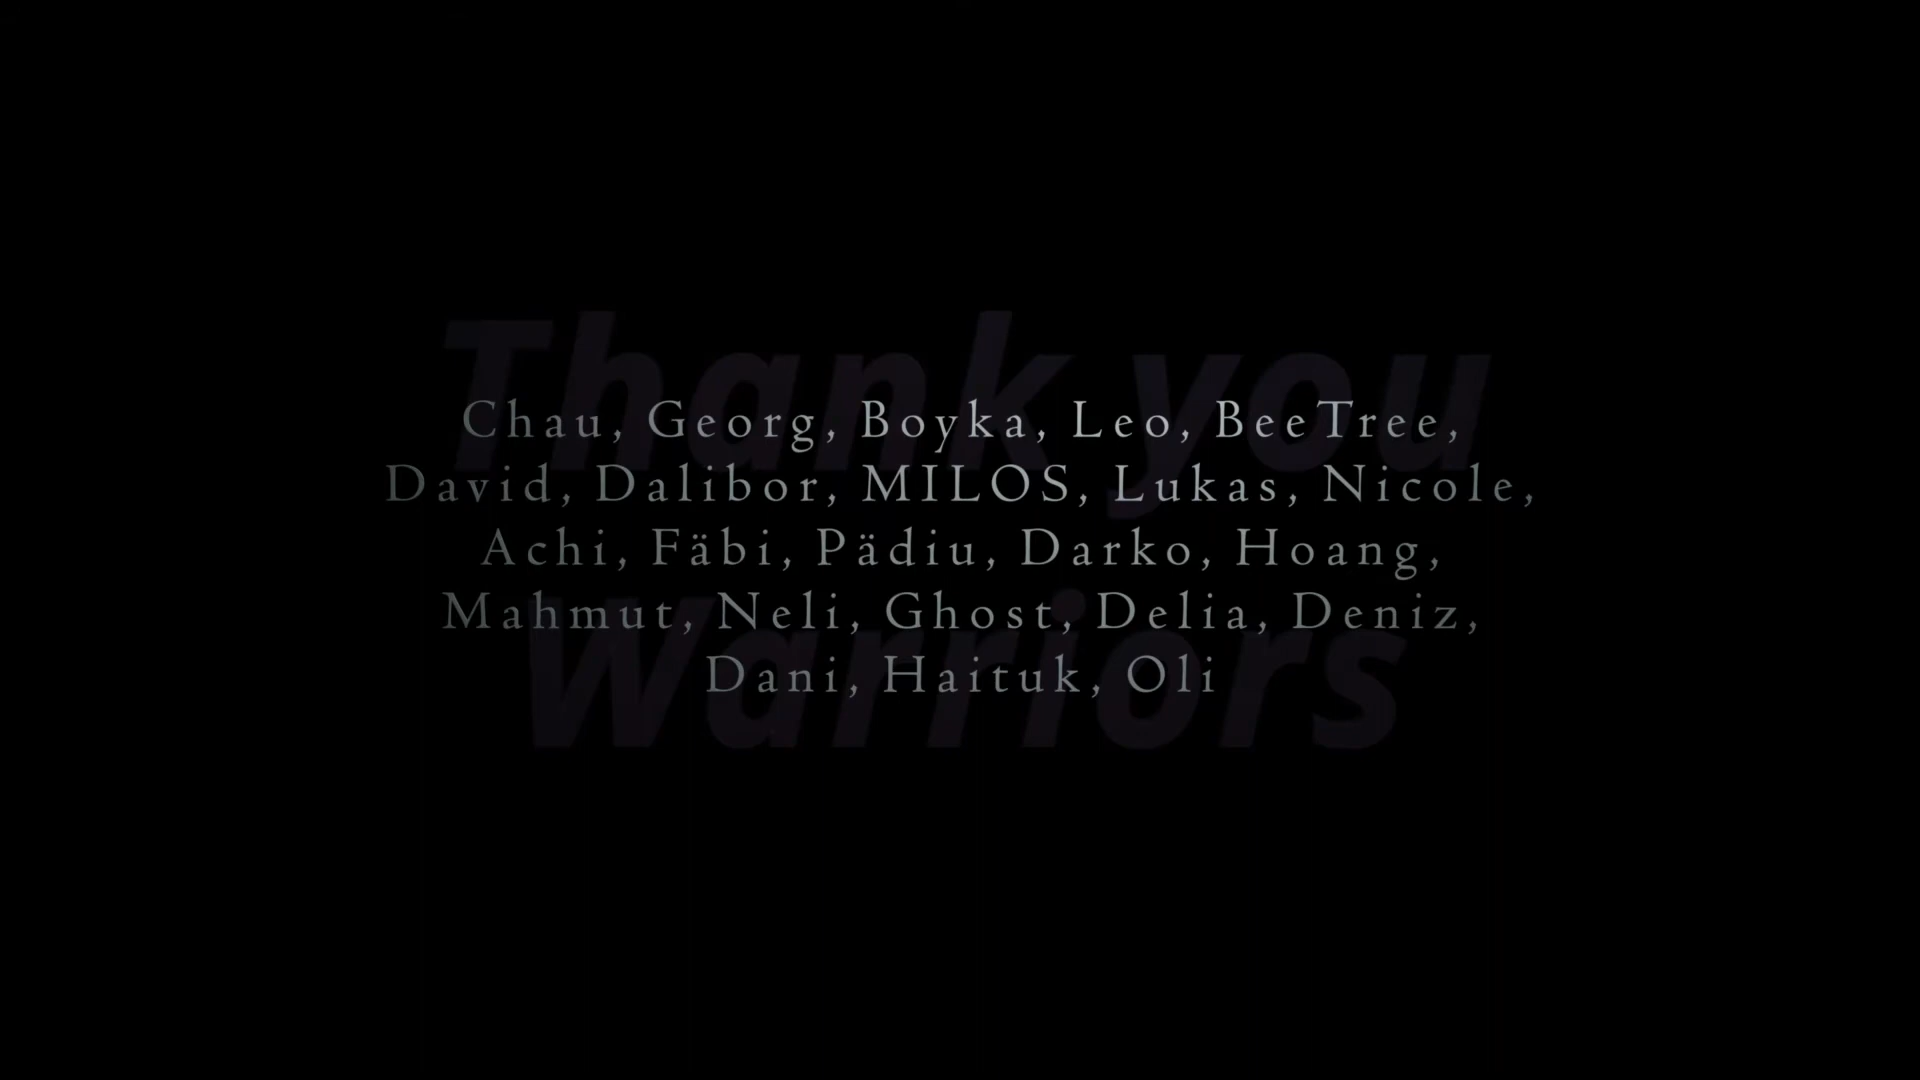 Thank you
Warriors
Chau, Georg, Boyka, Leo, BeeTree,
David, Dalibor, MILOS, Lukas, Nicole,
Achi, Fäbi, Pädiu, Darko, Hoang,
Mahmut, Neli, Ghost, Delia, Deniz,
Dani, Haituk, Oli